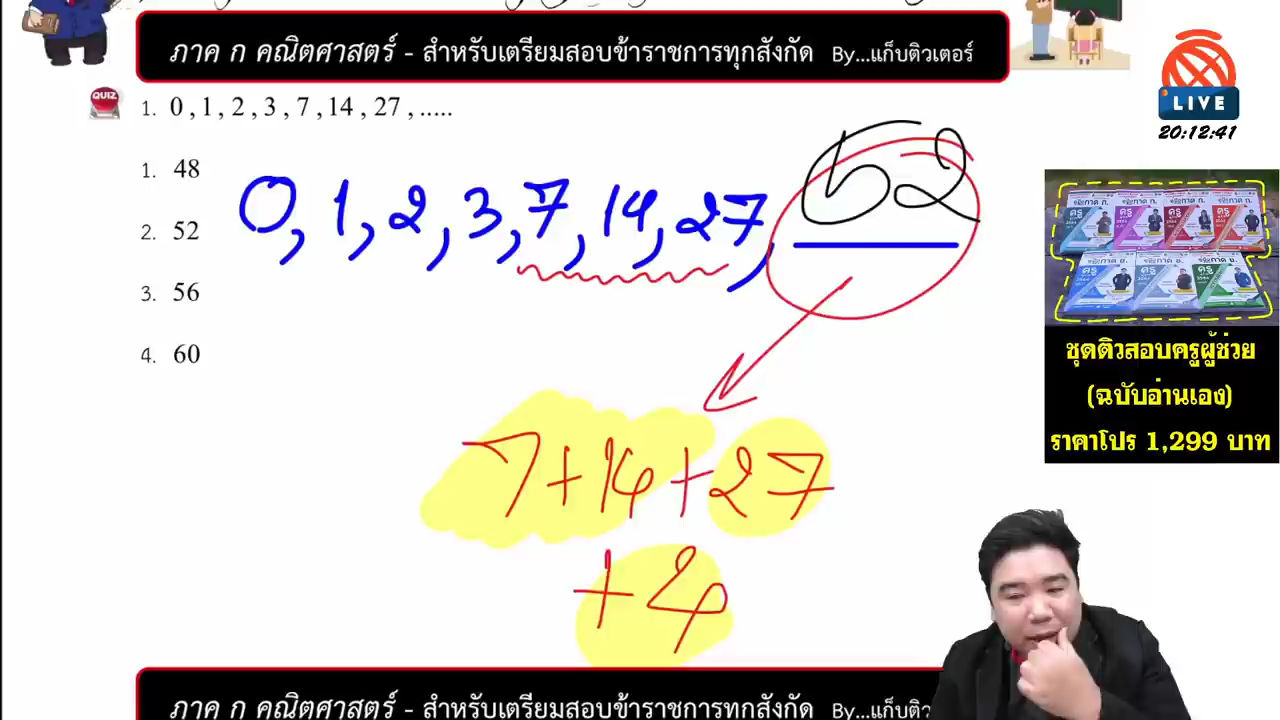 ภาค ก คณิตศาสตร์ - สำหรับเตรียมสอบข้าราชการทุกสังกัด By...แก็บติวเตอร์
LIVE
20:12:41
QUIZ
1. 0 , 1 , 2 , 3 , 7 , 14 , 27 , .....
1. 48
2. 52
3. 56
4. 60
0, 1, 2, 3, 7, 14, 27, 52
7+14+27
+4
ชุดติวสอบครูผู้ช่วย
(ฉบับอ่านเอง)
ราคาโปร 1,299 บาท
ภาค ก คณิตศาสตร์ - สำหรับเตรียมสอบข้าราชการทุกสังกัด By...แก็บติว